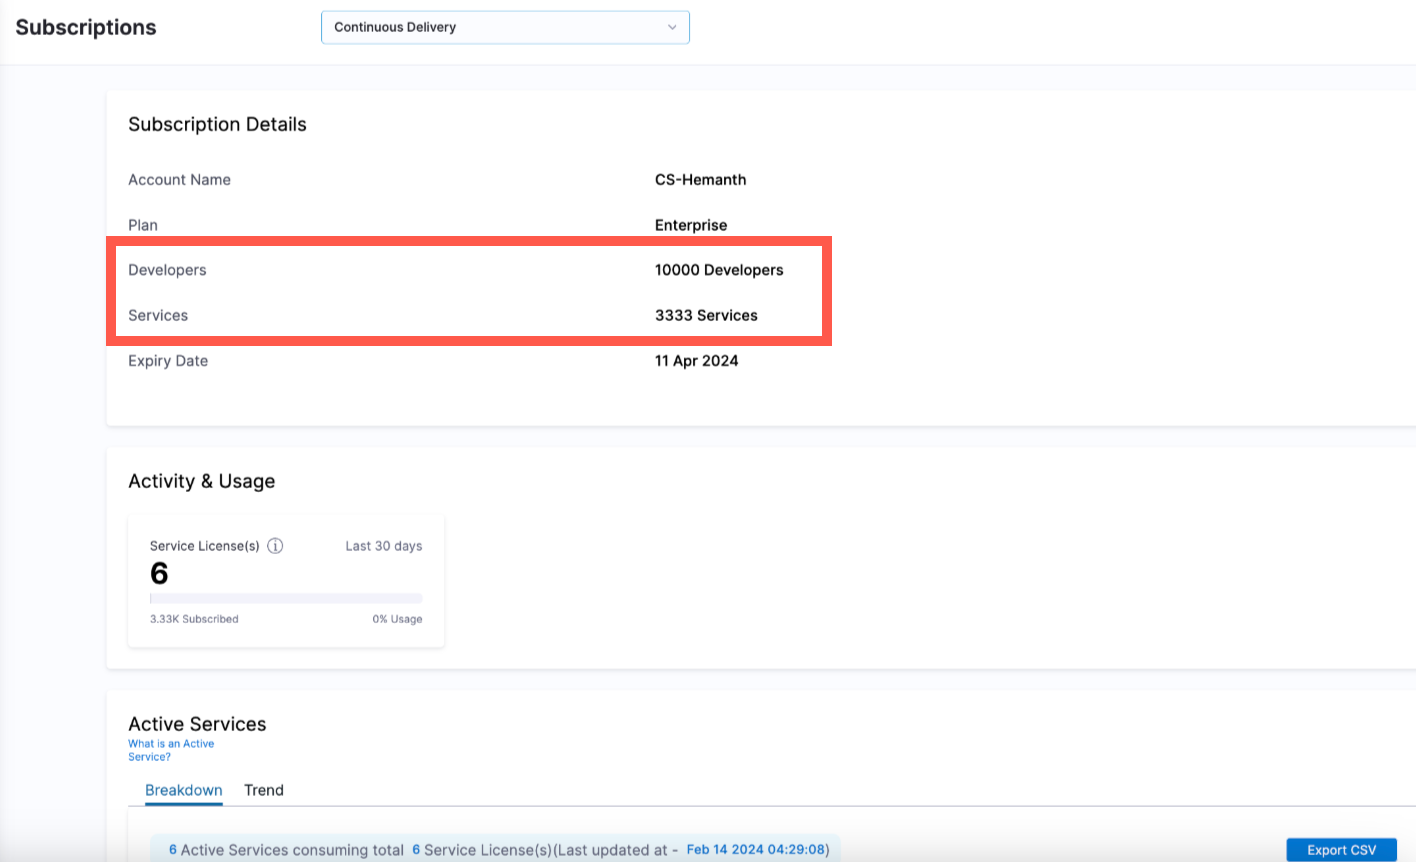 Subscriptions
Continuous Delivery
Subscription Details
Account Name CS-Hemanth
Plan Enterprise
Developers 10000 Developers
Services 3333 Services
Expiry Date 11 Apr 2024
Activity & Usage
Service License(s) Last 30 days
6
3.33K Subscribed 0% Usage
Active Services
What is an Active
Service?
Breakdown Trend
6 Active Services consuming total 6 Service License(s)(Last updated at - Feb 14 2024 04:29:08)
Export CSV